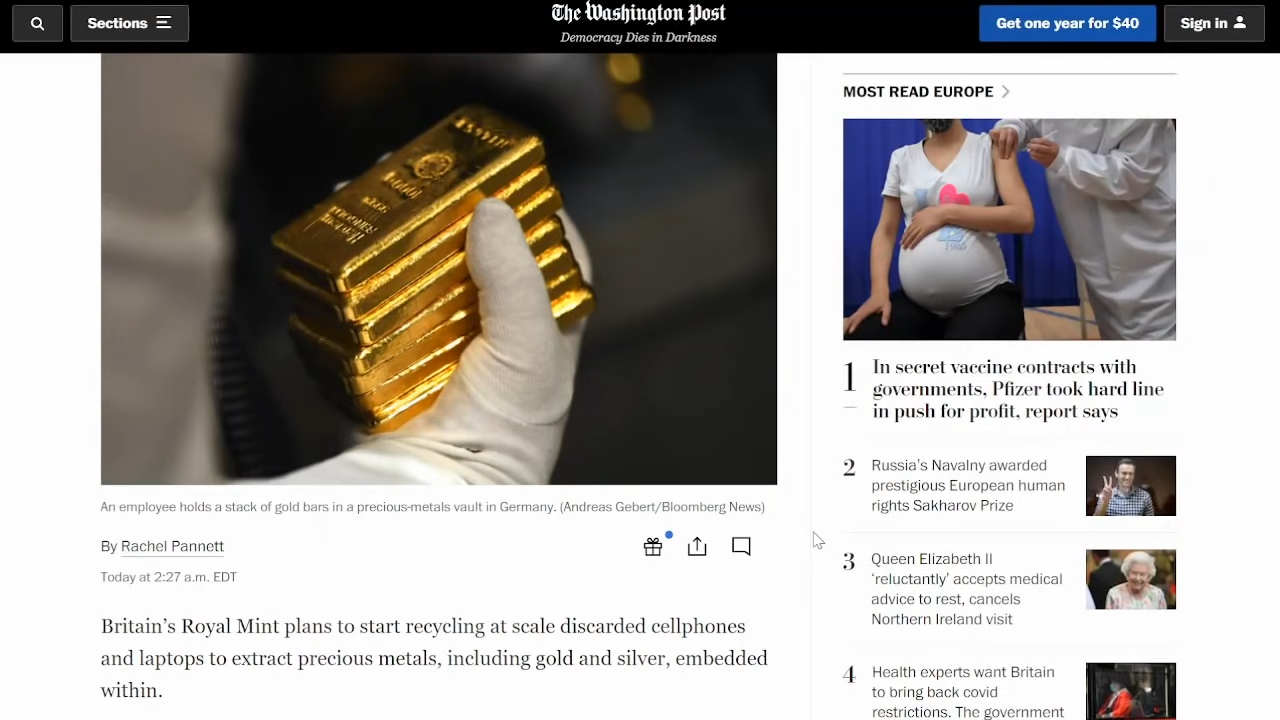 Sections
The Washington Post
Democracy Dies in Darkness
Get one year for $40
Sign in
An employee holds a stack of gold bars in a precious-metals vault in Germany. (Andreas Gebert/Bloomberg News)
By Rachel Pannett
Today at 2:27 a.m. EDT
Britain’s Royal Mint plans to start recycling at scale discarded cellphones
and laptops to extract precious metals, including gold and silver, embedded
within.
MOST READ EUROPE
1
In secret vaccine contracts with
governments, Pfizer took hard line
in push for profit, report says
2
Russia’s Navalny awarded
prestigious European human
rights Sakharov Prize
3
Queen Elizabeth II
‘reluctantly’ accepts medical
advice to rest, cancels
Northern Ireland visit
4
Health experts want Britain
to bring back covid
restrictions. The government